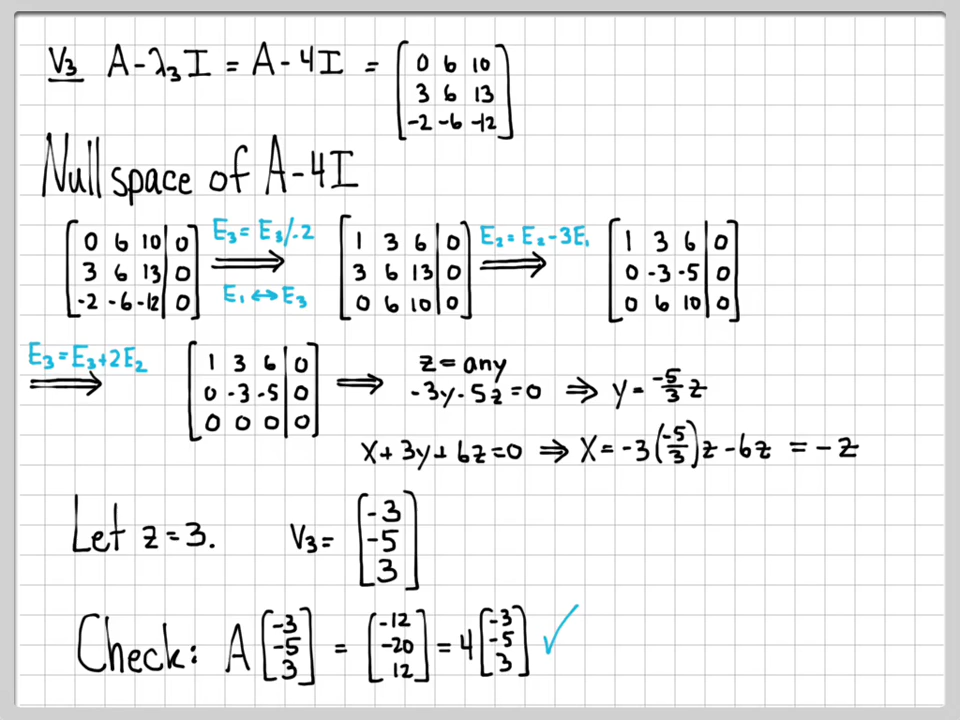 V₃ A-λ₃I = A-4I = [0 6 10; 3 6 13; -2 -6 -12]
Null space of A-4I
[0 6 10 | 0; 3 6 13 | 0; -2 -6 -12 | 0] E₃=E₃/-2 ⟹ E₁↔E₃ [1 3 6 | 0; 3 6 13 | 0; 0 6 10 | 0] E₂=E₂-3E₁ ⟹ [1 3 6 | 0; 0 -3 -5 | 0; 0 6 10 | 0]
E₃=E₃+2E₂ ⟹ [1 3 6 | 0; 0 -3 -5 | 0; 0 0 0 | 0] ⟹ z=any
-3y-5z=0 ⟹ y=-5/3 z
x+3y+6z=0 ⟹ x=-3(-5/3)z-6z =-z
Let z=3. V₃= [-3; -5; 3]
Check: A[-3; -5; 3] = [-12; -20; 12] = 4[-3; -5; 3] ✓